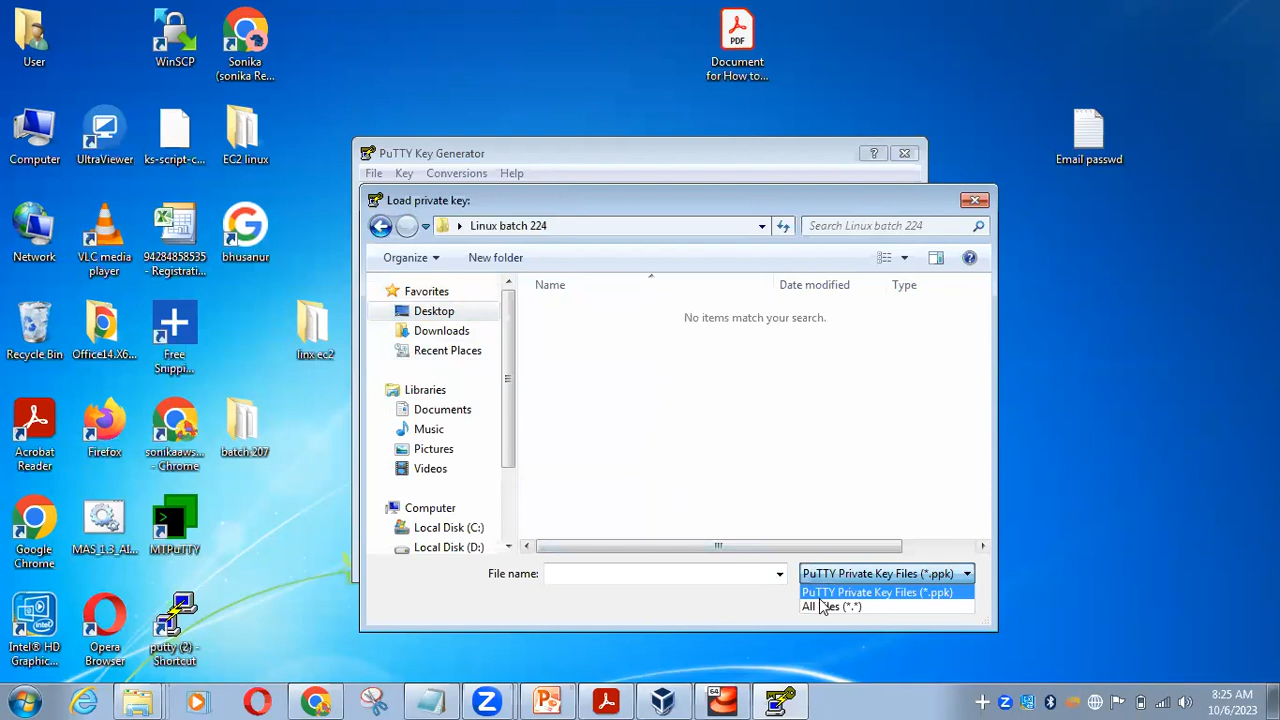 User
WinSCP
Sonika
(sonika Re...
PDF
Document
for How to...
Computer
UltraViewer
ks-script-c...
EC2 linux
Email passwd
Network
VLC media
player
94284858535
- Registrati...
bhusanur
Recycle Bin
Office14.X6...
Free
Snippi...
linx ec2
Acrobat
Reader
Firefox
sonikaaws...
- Chrome
batch 207
Google
Chrome
MAS_1.3_AI...
MTPuTTY
Intel® HD
Graphic...
Opera
Browser
putty (2) -
Shortcut
PuTTY Key Generator
File Key Conversions Help
Load private key:
Linux batch 224
Search Linux batch 224
Organize New folder
Name Date modified Type
No items match your search.
Favorites
Desktop
Downloads
Recent Places
Libraries
Documents
Music
Pictures
Videos
Computer
Local Disk (C:)
Local Disk (D:)
File name:
PuTTY Private Key Files (*.ppk)
PuTTY Private Key Files (*.ppk)
All Files (*.*)
64
8:25 AM
10/6/2023